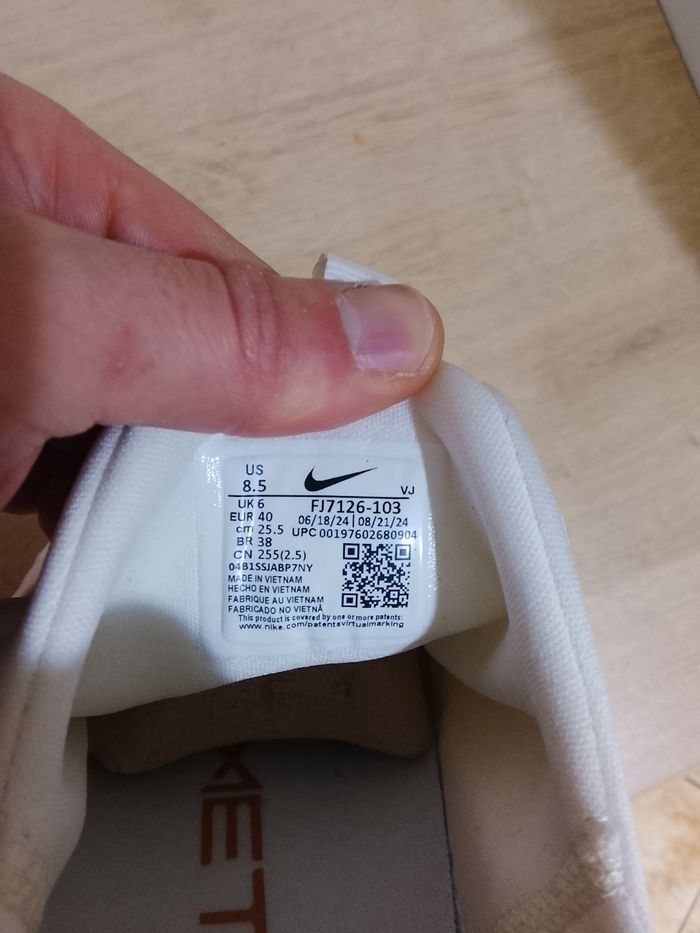 US
8.5
VJ
UK 6
FJ7126-103
EUR 40
06/18/24 | 08/21/24
cm 25.5
UPC 00197602680904
BR 38
CN 255(2.5)
04B1SSJABP7NY
MADE IN VIETNAM
HECHO EN VIETNAM
FABRIQUE AU VIETNAM
FABRICADO NO VIETNÃ
This product is covered by one or more patents:
www.nike.com/patentsvirtualmarking
MET